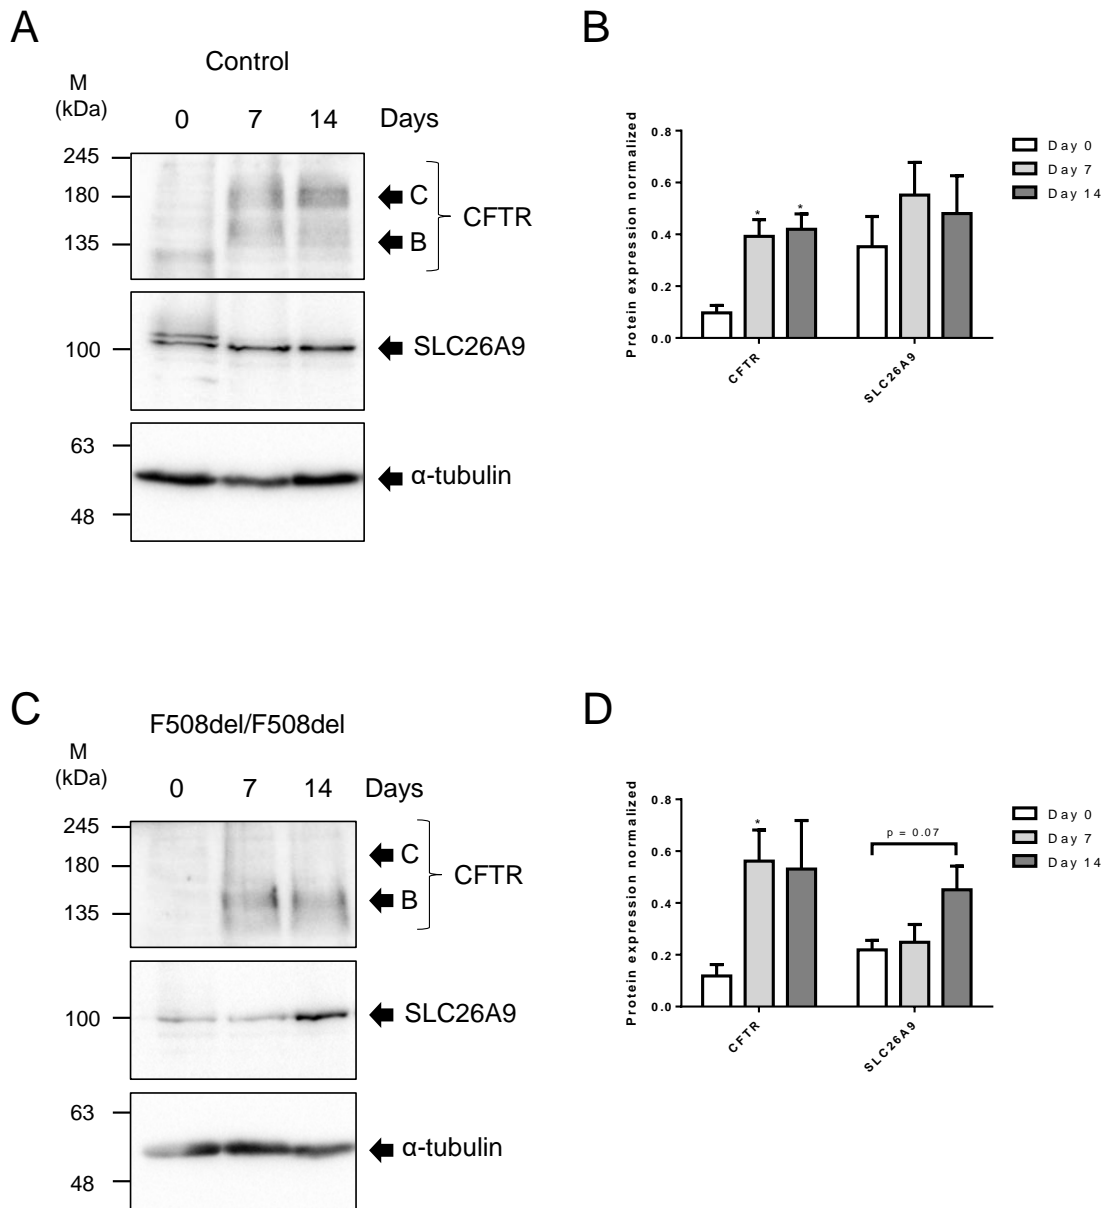 A
Control
M
(kDa)
0 7 14 Days
245
180
135
C
B
CFTR
100
SLC26A9
63
48
α-tubulin
B
Protein expression normalized
0.8
0.6
0.4
0.2
0.0
* *
CFTR
SLC26A9
Day 0
Day 7
Day 14
C
F508del/F508del
M
(kDa)
0 7 14 Days
245
180
135
C
B
CFTR
100
SLC26A9
63
48
α-tubulin
D
Protein expression normalized
0.8
0.6
0.4
0.2
0.0
*
p = 0.07
CFTR
SLC26A9
Day 0
Day 7
Day 14